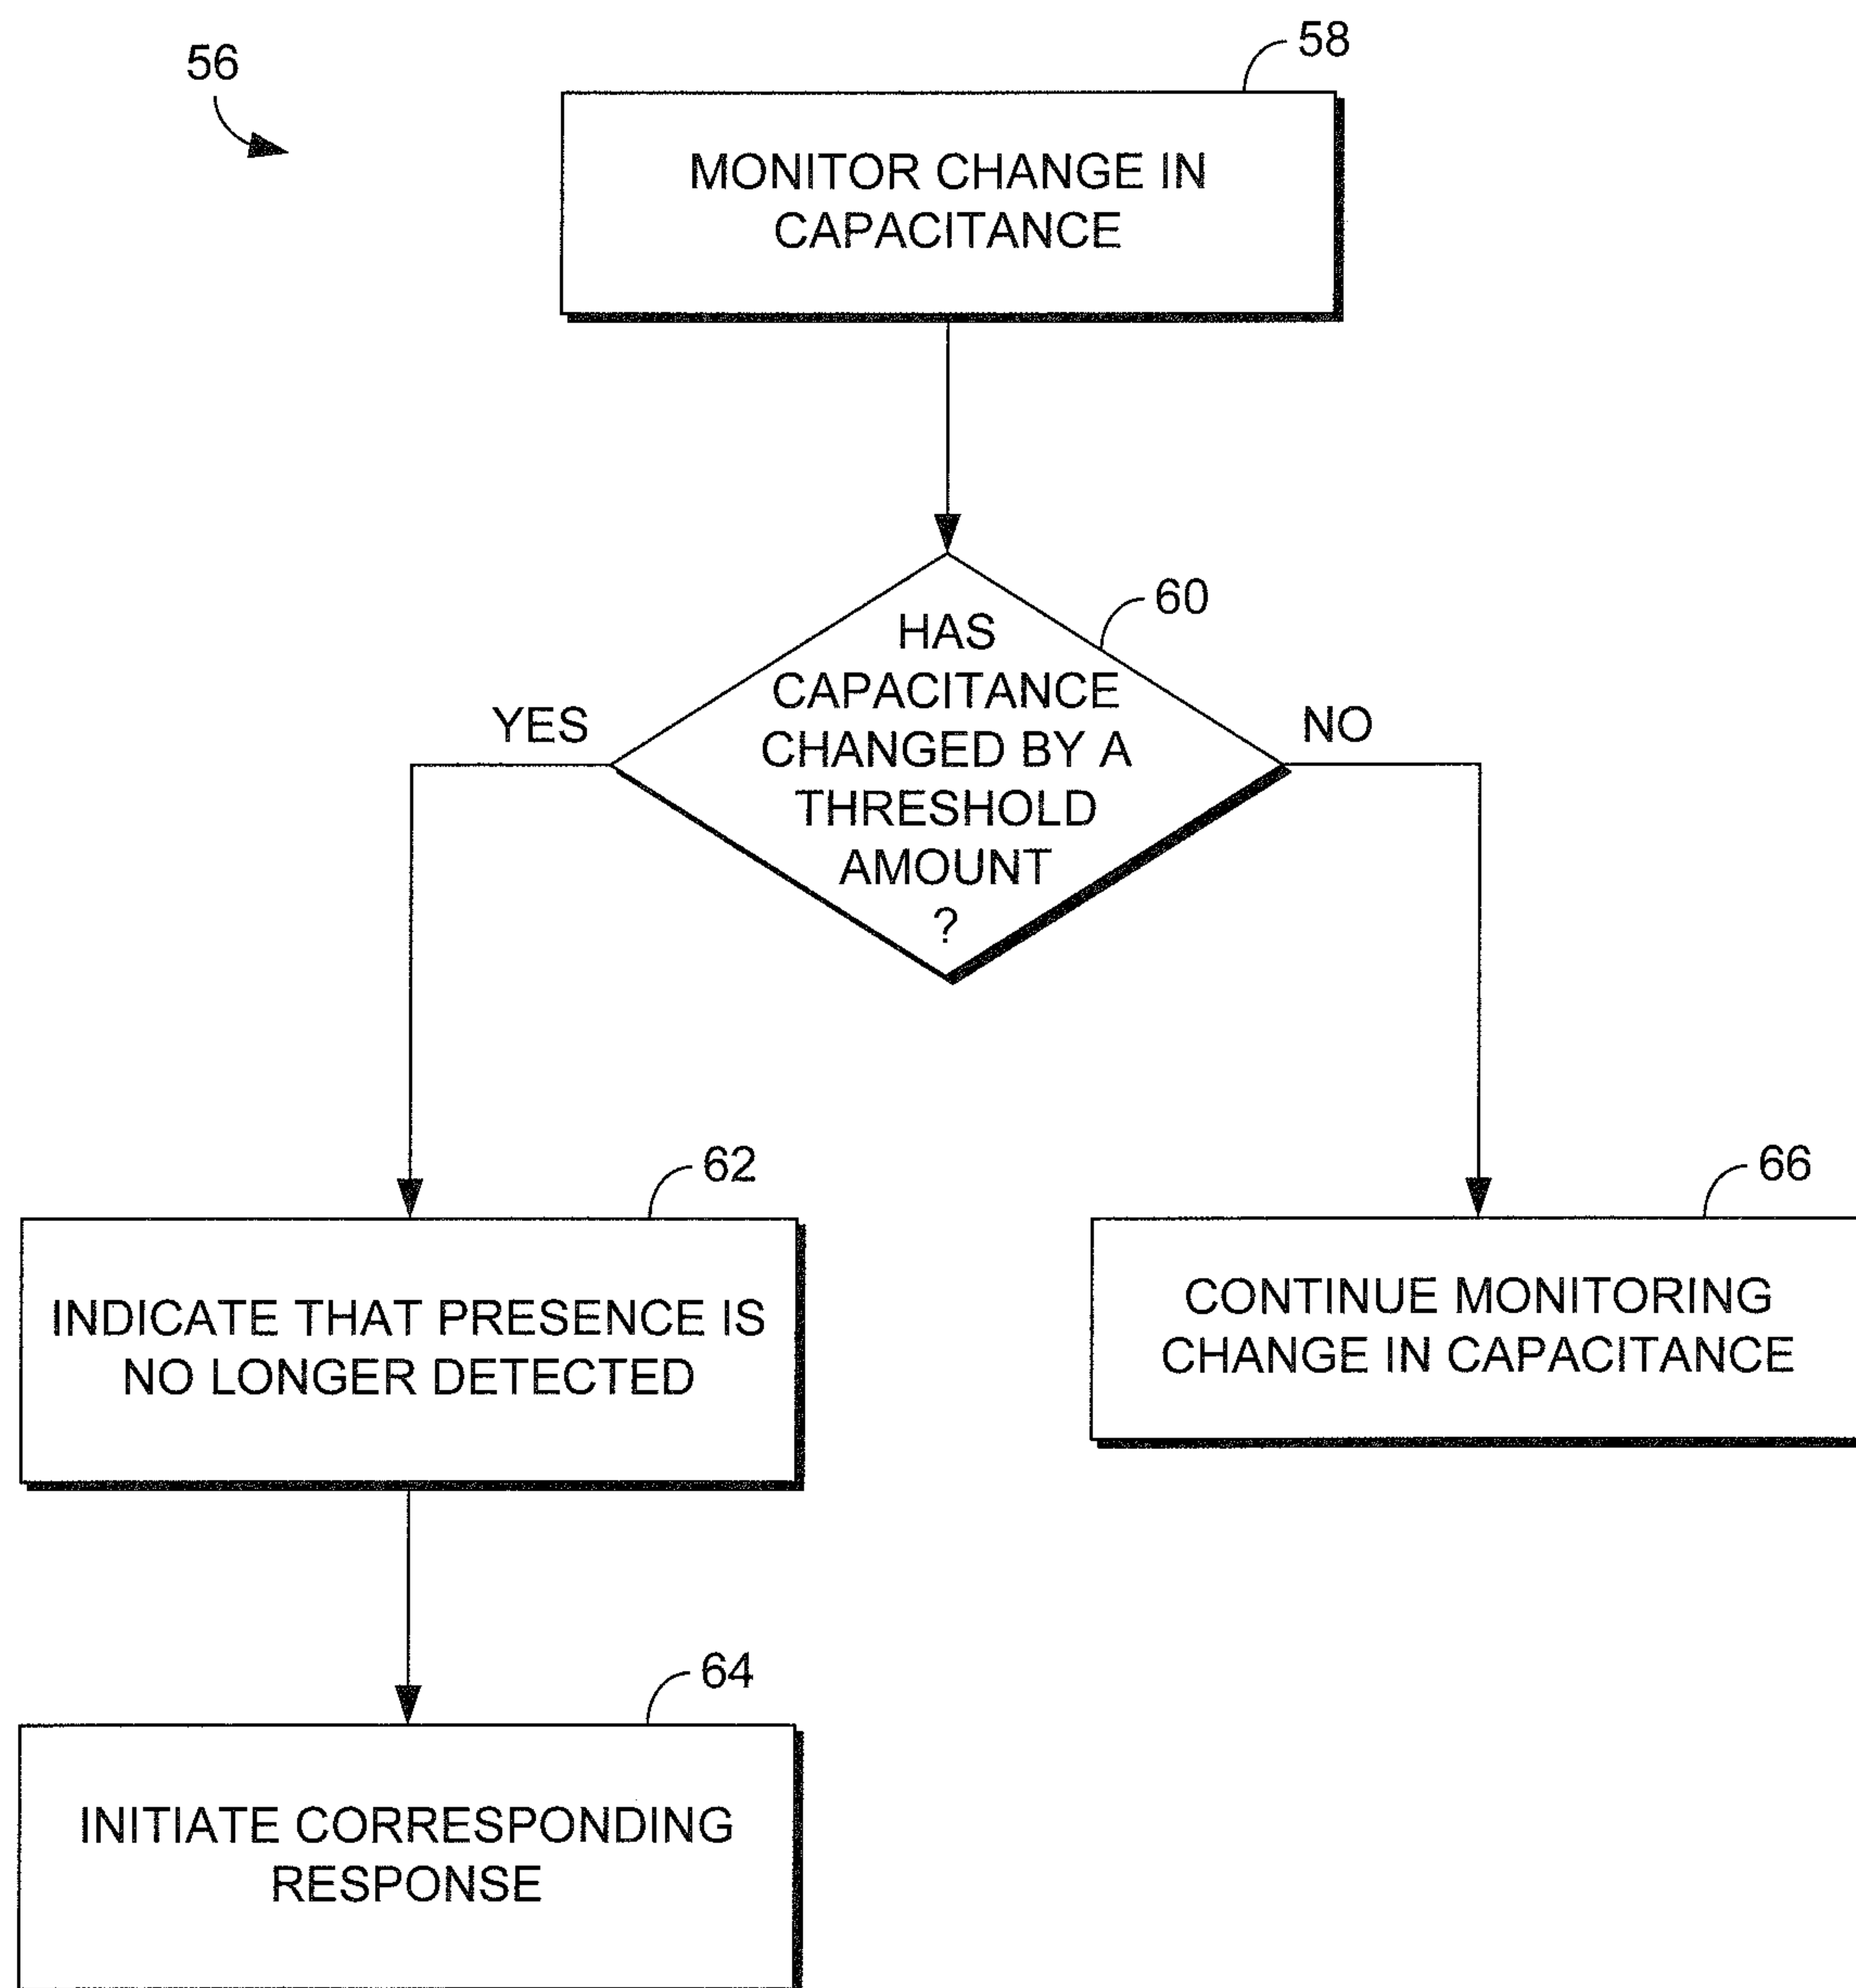 56
58
MONITOR CHANGE IN
CAPACITANCE
60
HAS
CAPACITANCE
CHANGED BY A
THRESHOLD
AMOUNT
?
YES
NO
62
INDICATE THAT PRESENCE IS
NO LONGER DETECTED
66
CONTINUE MONITORING
CHANGE IN CAPACITANCE
64
INITIATE CORRESPONDING
RESPONSE